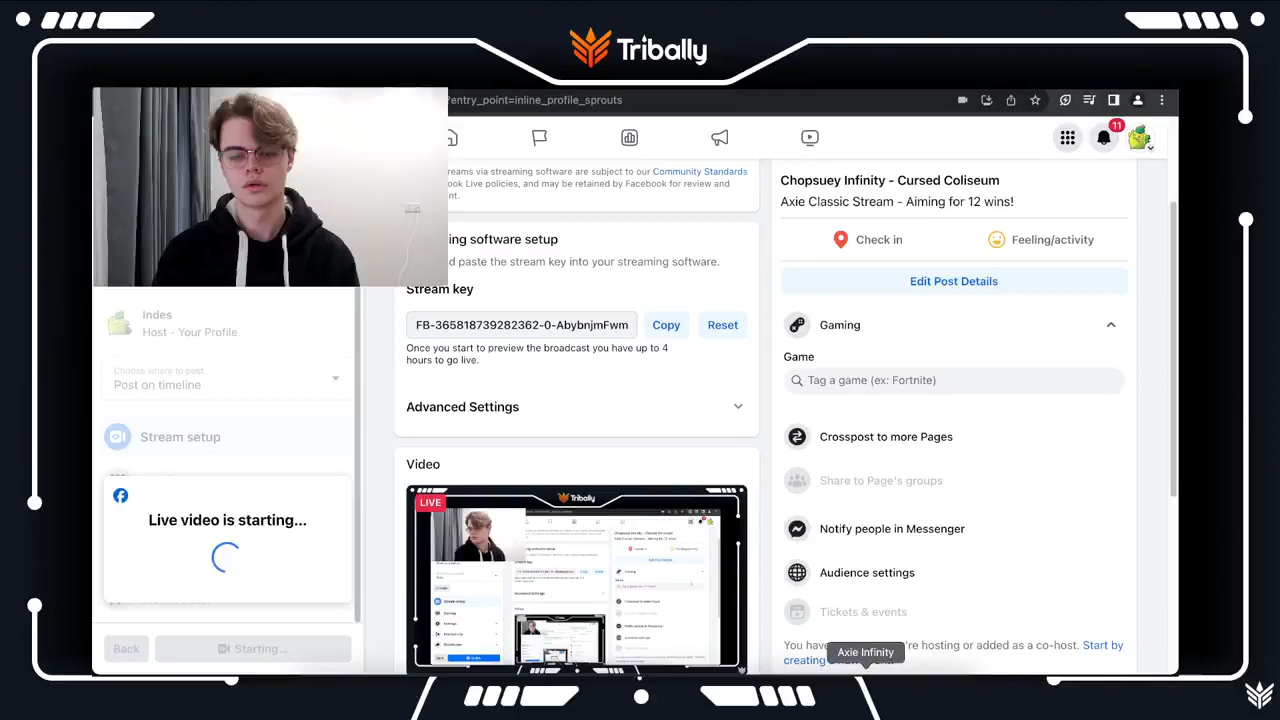 Tribally
?entry_point=inline_profile_sprouts
11
treams via streaming software are subject to our Community Standards
ook Live policies, and may be retained by Facebook for review and
nt.
ing software setup
d paste the stream key into your streaming software.
Stream key
FB-365818739282362-0-AbybnjmFwm
Copy
Reset
Once you start to preview the broadcast you have up to 4
hours to go live.
Advanced Settings
Video
LIVE
Tribally
Indes
Host - Your Profile
Choose where to post
Post on timeline
Stream setup
Live video is starting...
Back
Starting...
Chopsuey Infinity - Cursed Coliseum
Axie Classic Stream - Aiming for 12 wins!
Check in
Feeling/activity
Edit Post Details
Gaming
Game
Tag a game (ex: Fortnite)
Crosspost to more Pages
Share to Page's groups
Notify people in Messenger
Audience settings
Tickets & events
You have
're hosting or added as a co-host. Start by
creating
Axie Infinity